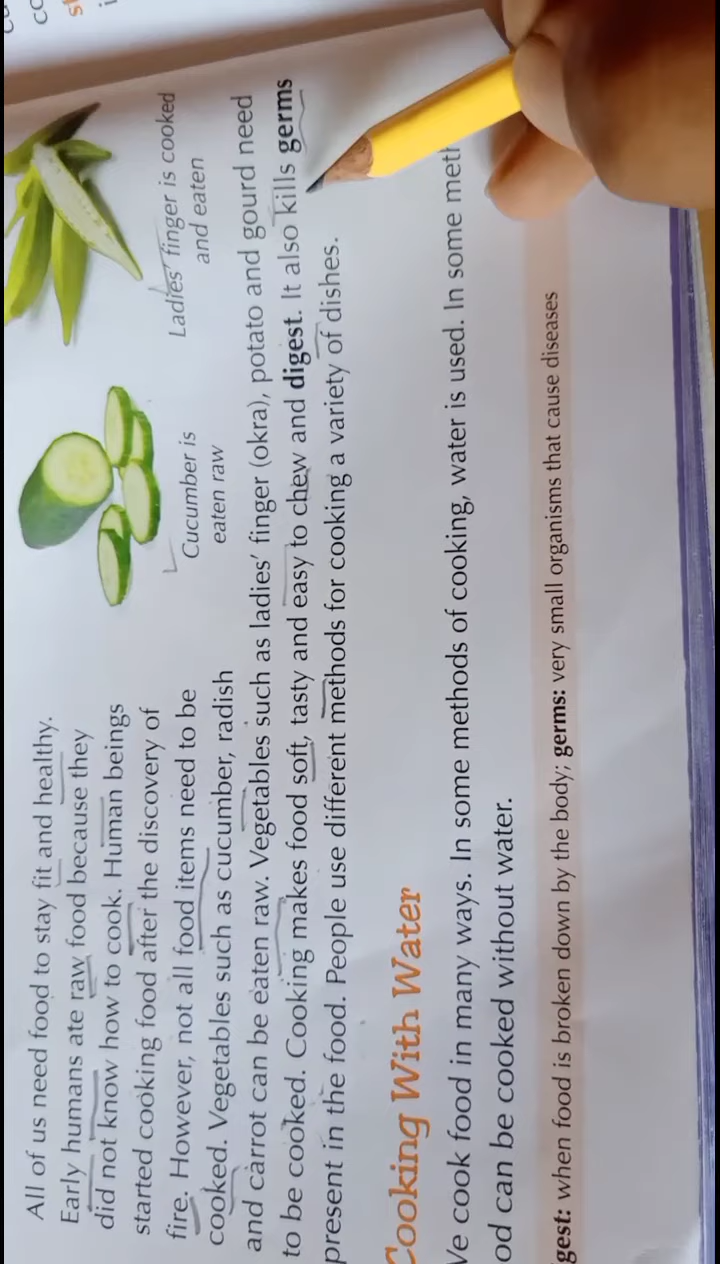 All of us need food to stay fit and healthy.
Early humans ate raw food because they
did not know how to cook. Human beings
started cooking food after the discovery of
fire. However, not all food items need to be
cooked. Vegetables such as cucumber, radish
and carrot can be eaten raw. Vegetables such as ladies' finger (okra), potato and gourd need
to be cooked. Cooking makes food soft, tasty and easy to chew and digest. It also kills germs
present in the food. People use different methods for cooking a variety of dishes.
Cucumber is
eaten raw
Ladies' finger is cooked
and eaten
Cooking With Water
We cook food in many ways. In some methods of cooking, water is used. In some
can be cooked without water.
when food is broken down by the body; germs: very small organisms that cause diseases